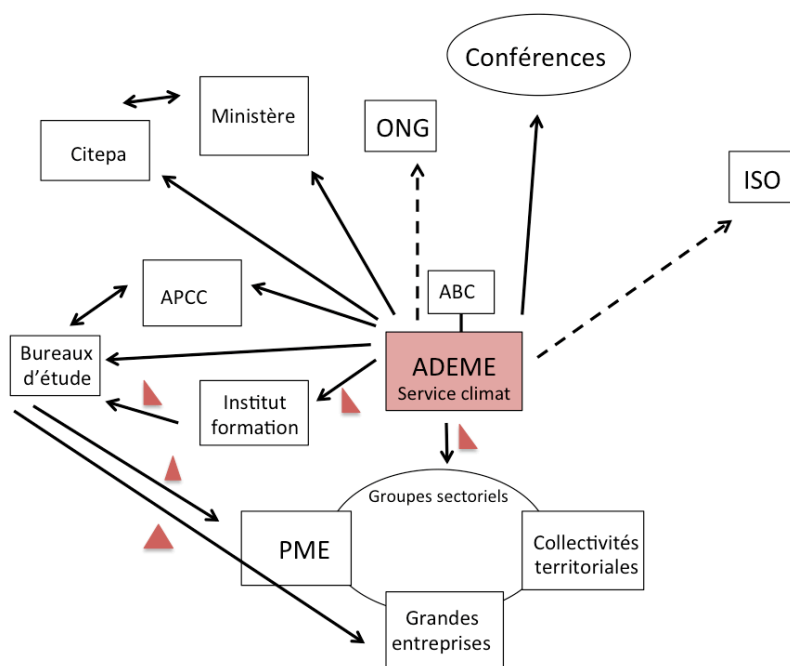 Conférences
Ministère
ONG
Citepa
ISO
ABC
APCC
Bureaux
d'étude
ADEME
Service climat
Institut
formation
Groupes sectoriels
PME
Collectivités
territoriales
Grandes
entreprises